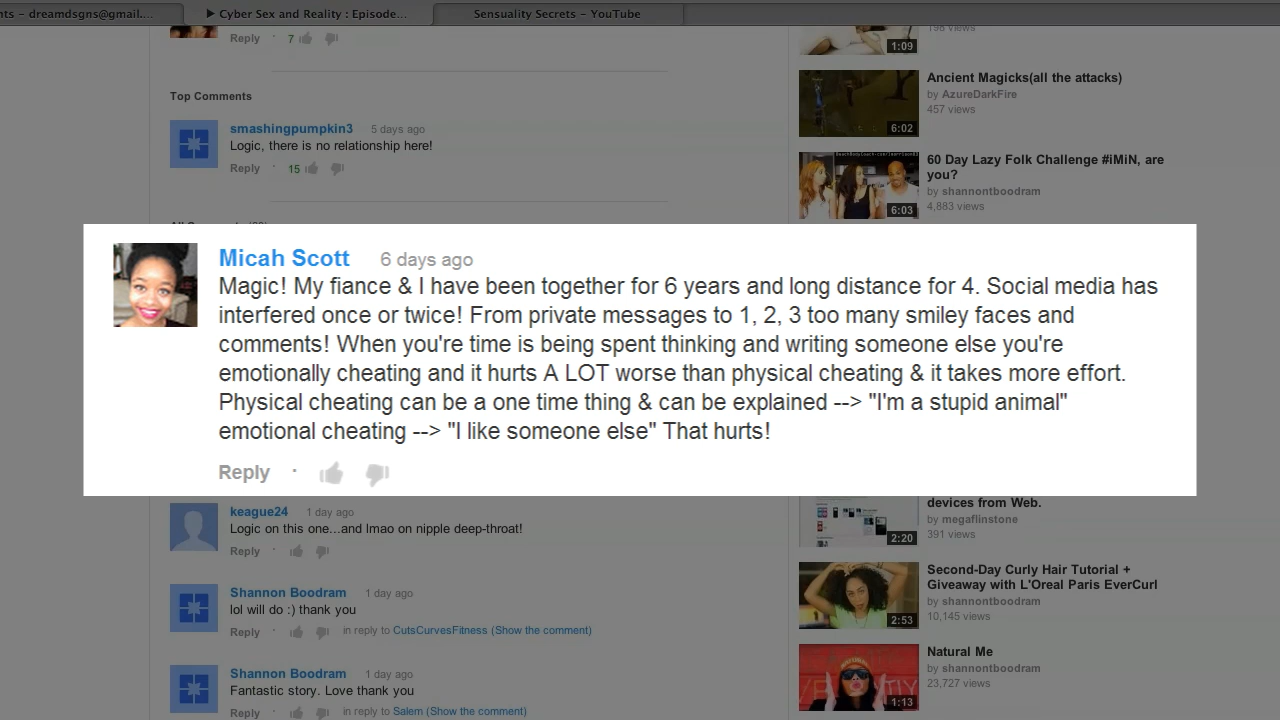 nts – dreamdsgns@gmail....
▶ Cyber Sex and Reality : Episode...
Sensuality Secrets – YouTube
Reply · 7
Top Comments
smashingpumpkin3 5 days ago
Logic, there is no relationship here!
Reply · 15
Micah Scott 6 days ago
Magic! My fiance & I have been together for 6 years and long distance for 4. Social media has
interfered once or twice! From private messages to 1, 2, 3 too many smiley faces and
comments! When you're time is being spent thinking and writing someone else you're
emotionally cheating and it hurts A LOT worse than physical cheating & it takes more effort.
Physical cheating can be a one time thing & can be explained --> "I'm a stupid animal"
emotional cheating --> "I like someone else" That hurts!
Reply ·
keague24 1 day ago
Logic on this one...and lmao on nipple deep-throat!
Reply ·
Shannon Boodram 1 day ago
lol will do :) thank you
Reply · in reply to CutsCurvesFitness (Show the comment)
Shannon Boodram 1 day ago
Fantastic story. Love thank you
Reply · in reply to Salem (Show the comment)
198 views
1:09
Ancient Magicks(all the attacks)
by AzureDarkFire
457 views
6:02
60 Day Lazy Folk Challenge #iMiN, are
you?
by shannontboodram
4,883 views
6:03
devices from Web.
by megaflinstone
391 views
2:20
Second-Day Curly Hair Tutorial +
Giveaway with L'Oreal Paris EverCurl
by shannontboodram
10,145 views
2:53
Natural Me
by shannontboodram
23,727 views
1:13